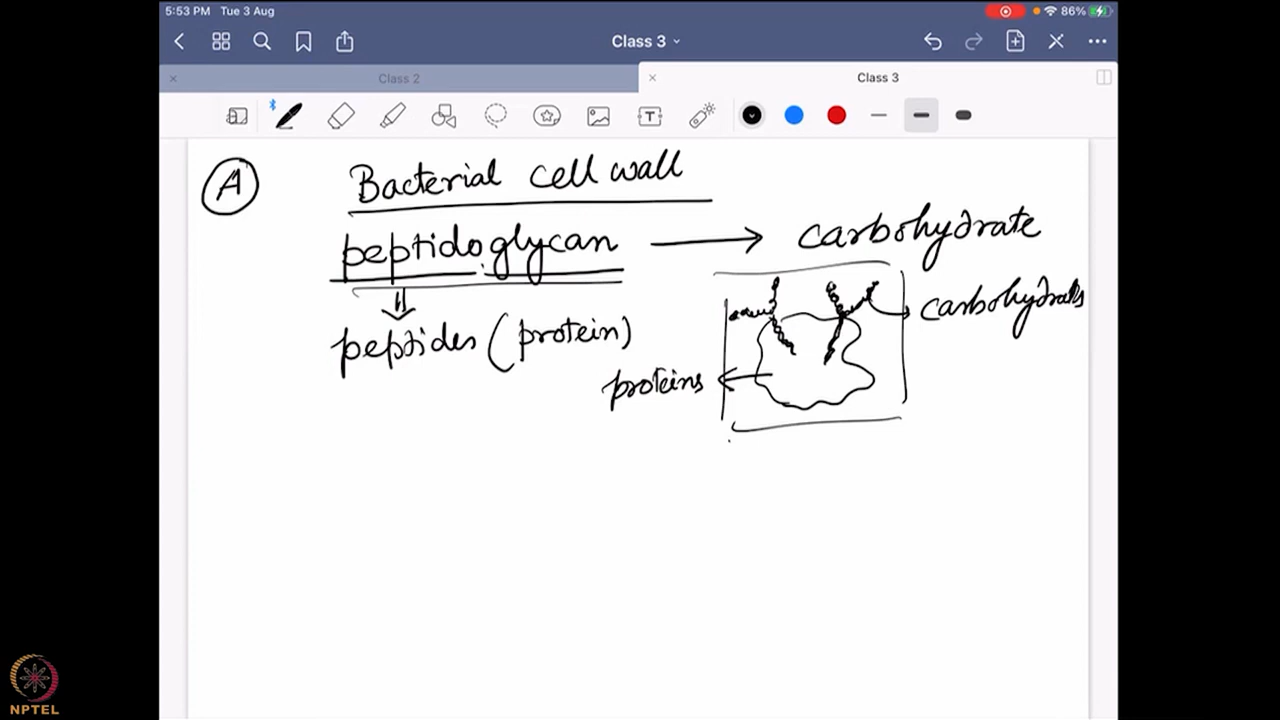 5:53 PM Tue 3 Aug
86%
Class 3
Class 2
Class 3
T
A
Bacterial cell wall
peptidoglycan → carbohydrate
carbohydrates
peptides (protein)
proteins
NPTEL